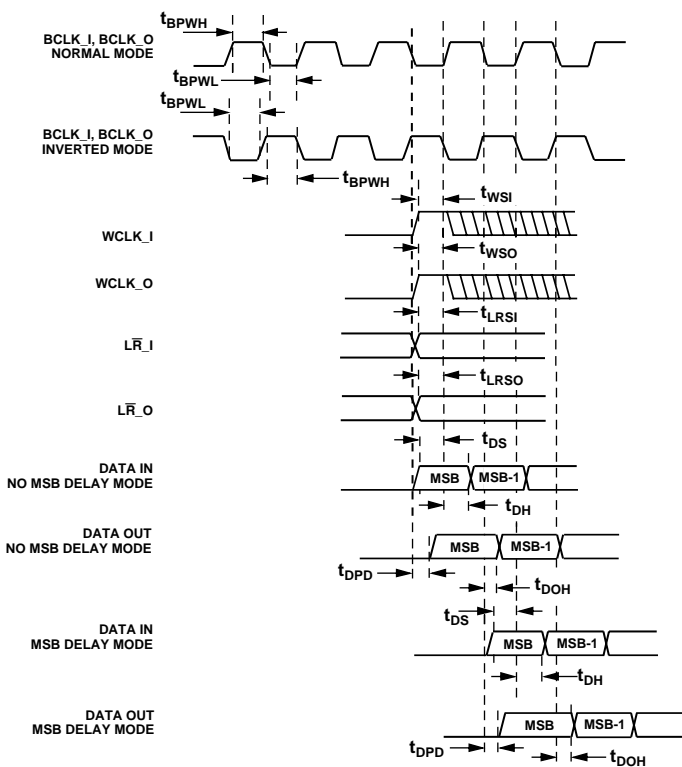 tBPWH
BCLK_I, BCLK_O
NORMAL MODE
tBPWL
tBPWL
BCLK_I, BCLK_O
INVERTED MODE
tBPWH
tWSI
WCLK_I
tWSO
WCLK_O
tLRSI
LR̅_I
tLRSO
LR̅_O
tDS
DATA IN
NO MSB DELAY MODE
MSB MSB-1
tDH
DATA OUT
NO MSB DELAY MODE
MSB MSB-1
tDPD
tDOH
tDS
DATA IN
MSB DELAY MODE
MSB MSB-1
tDH
DATA OUT
MSB DELAY MODE
MSB MSB-1
tDPD
tDOH